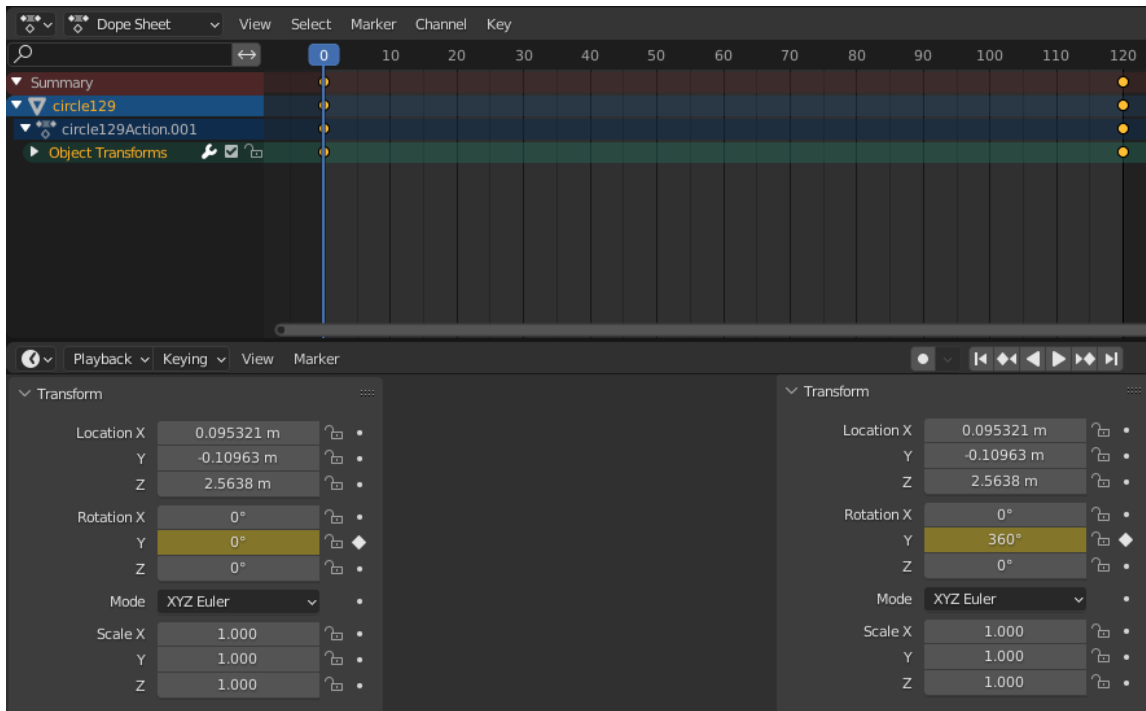 Dope Sheet View Select Marker Channel Key
0 10 20 30 40 50 60 70 80 90 100 110 120
Summary
circle129
circle129Action.001
Object Transforms
Playback Keying View Marker
Transform
Location X 0.095321 m
Y -0.10963 m
Z 2.5638 m
Rotation X 0°
Y 0°
Z 0°
Mode XYZ Euler
Scale X 1.000
Y 1.000
Z 1.000
Transform
Location X 0.095321 m
Y -0.10963 m
Z 2.5638 m
Rotation X 0°
Y 360°
Z 0°
Mode XYZ Euler
Scale X 1.000
Y 1.000
Z 1.000